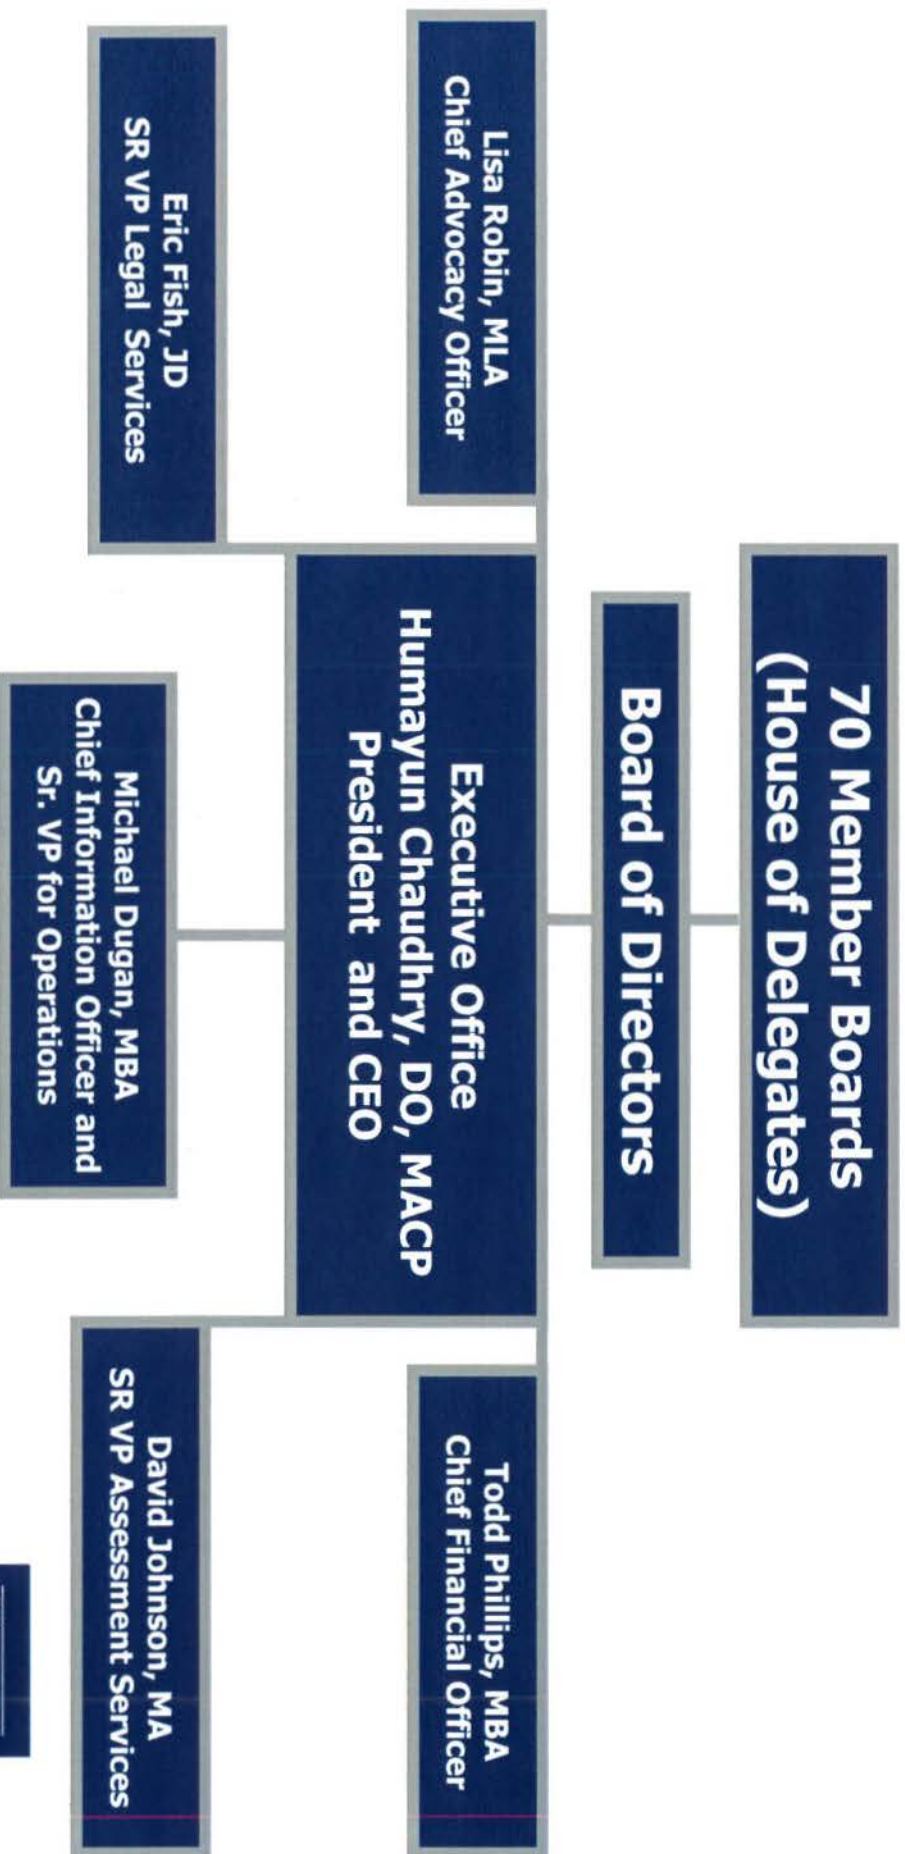 70 Member Boards
(House of Delegates)
Board of Directors
Executive Office
Humayun Chaudhry, DO, MACP
President and CEO
Lisa Robin, MLA
Chief Advocacy Officer
Todd Phillips, MBA
Chief Financial Officer
Eric Fish, JD
SR VP Legal Services
David Johnson, MA
SR VP Assessment Services
Michael Dugan, MBA
Chief Information Officer and
Sr. VP for Operations